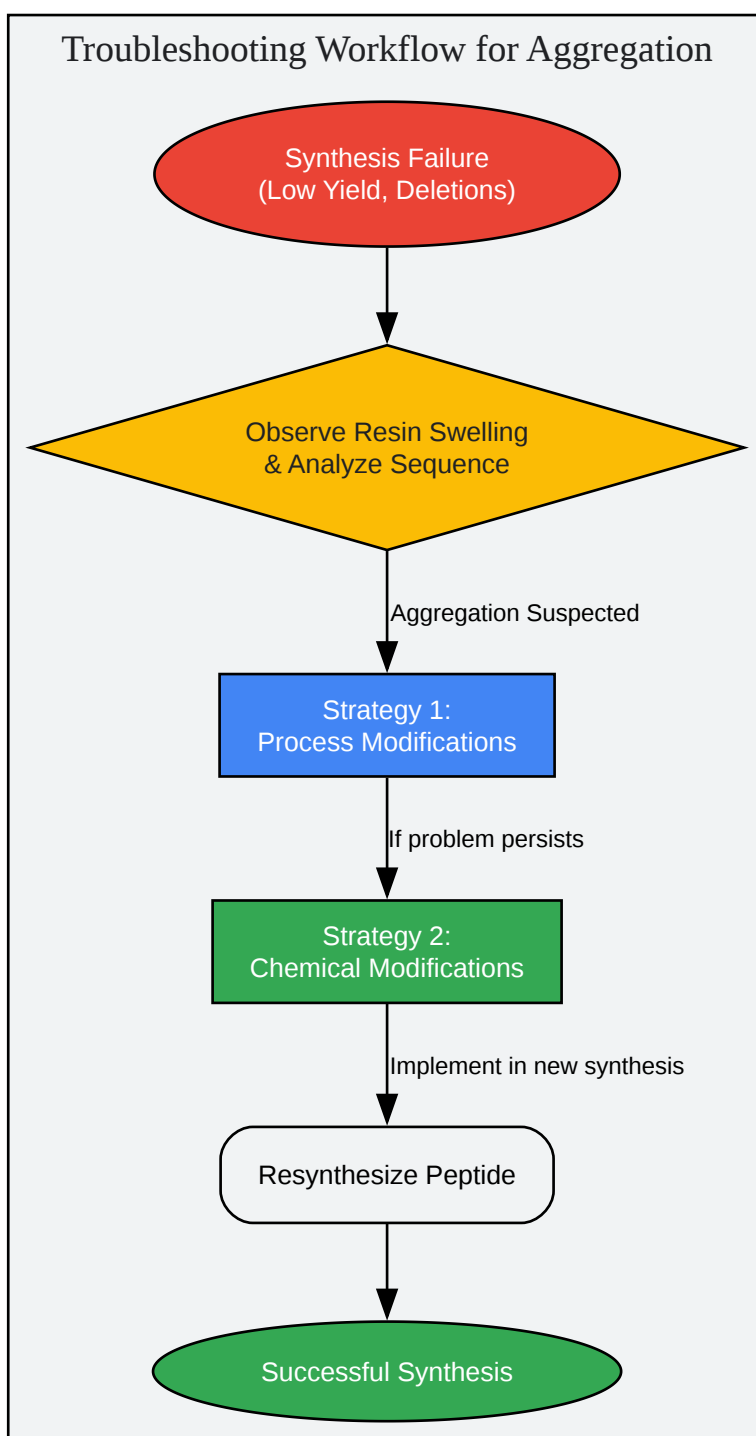 Troubleshooting Workflow for Aggregation
Synthesis Failure
(Low Yield, Deletions)
Observe Resin Swelling
& Analyze Sequence
Aggregation Suspected
Strategy 1:
Process Modifications
If problem persists
Strategy 2:
Chemical Modifications
Implement in new synthesis
Resynthesize Peptide
Successful Synthesis